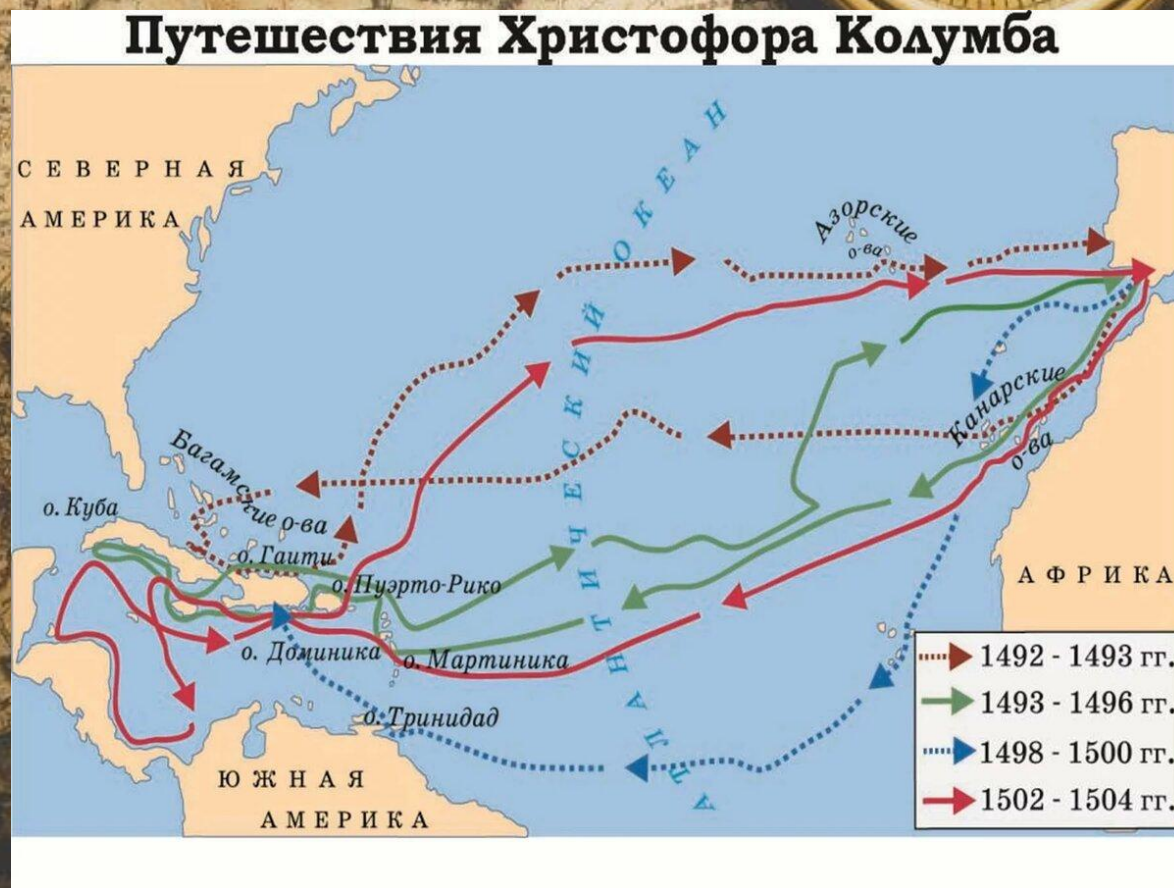 Путешествия Христофора Колумба
СЕВЕРНАЯ
АМЕРИКА
АТЛАНТИЧЕСКИЙ ОКЕАН
Азорские
о-ва
Канарские
о-ва
Багамские о-ва
о. Куба
о. Гаити
о. Пуэрто-Рико
АФРИКА
о. Доминика
о. Мартиника
о. Тринидад
ЮЖНАЯ
АМЕРИКА
1492 - 1493 гг.
1493 - 1496 гг.
1498 - 1500 гг.
1502 - 1504 гг.